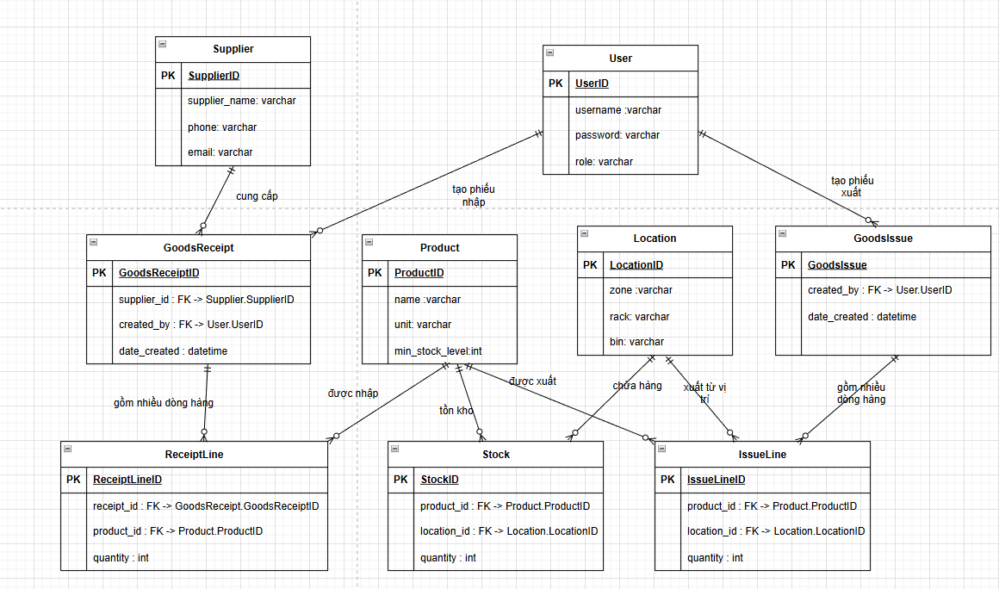 Supplier
PK SupplierID
supplier_name: varchar
phone: varchar
email: varchar
User
PK UserID
username :varchar
password: varchar
role: varchar
cung cấp
tạo phiếu
nhập
tạo phiếu
xuất
GoodsReceipt
PK GoodsReceiptID
supplier_id : FK -> Supplier.SupplierID
created_by : FK -> User.UserID
date_created : datetime
Product
PK ProductID
name :varchar
unit: varchar
min_stock_level:int
Location
PK LocationID
zone :varchar
rack: varchar
bin: varchar
GoodsIssue
PK GoodsIssue
created_by : FK -> User.UserID
date_created : datetime
gồm nhiều dòng hàng
được nhập
tồn kho
được xuất
chứa hàng
xuất từ vị
trí
gồm nhiều
dòng hàng
ReceiptLine
PK ReceiptLineID
receipt_id : FK -> GoodsReceipt.GoodsReceiptID
product_id : FK -> Product.ProductID
quantity : int
Stock
PK StockID
product_id : FK -> Product.ProductID
location_id : FK -> Location.LocationID
quantity : int
IssueLine
PK IssueLineID
product_id : FK -> Product.ProductID
location_id : FK -> Location.LocationID
quantity : int